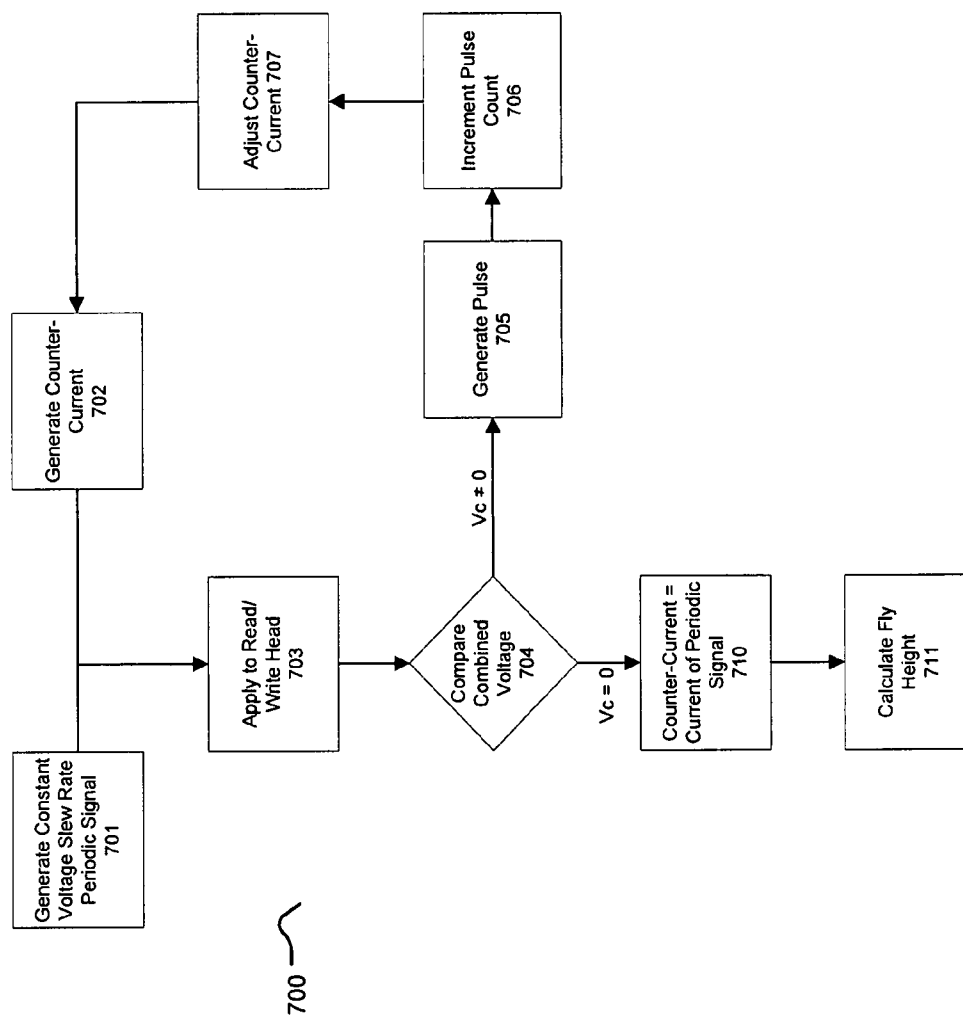 Generate Constant
Voltage Slew Rate
Periodic Signal
701
Generate Counter-
Current
702
Adjust Counter-
Current 707
Apply to Read/
Write Head
703
Compare
Combined
Voltage
704
Vc ≠ 0
Generate Pulse
705
Increment Pulse
Count
706
Vc = 0
Counter-Current =
Current of Periodic
Signal
710
Calculate Fly
Height
711
700